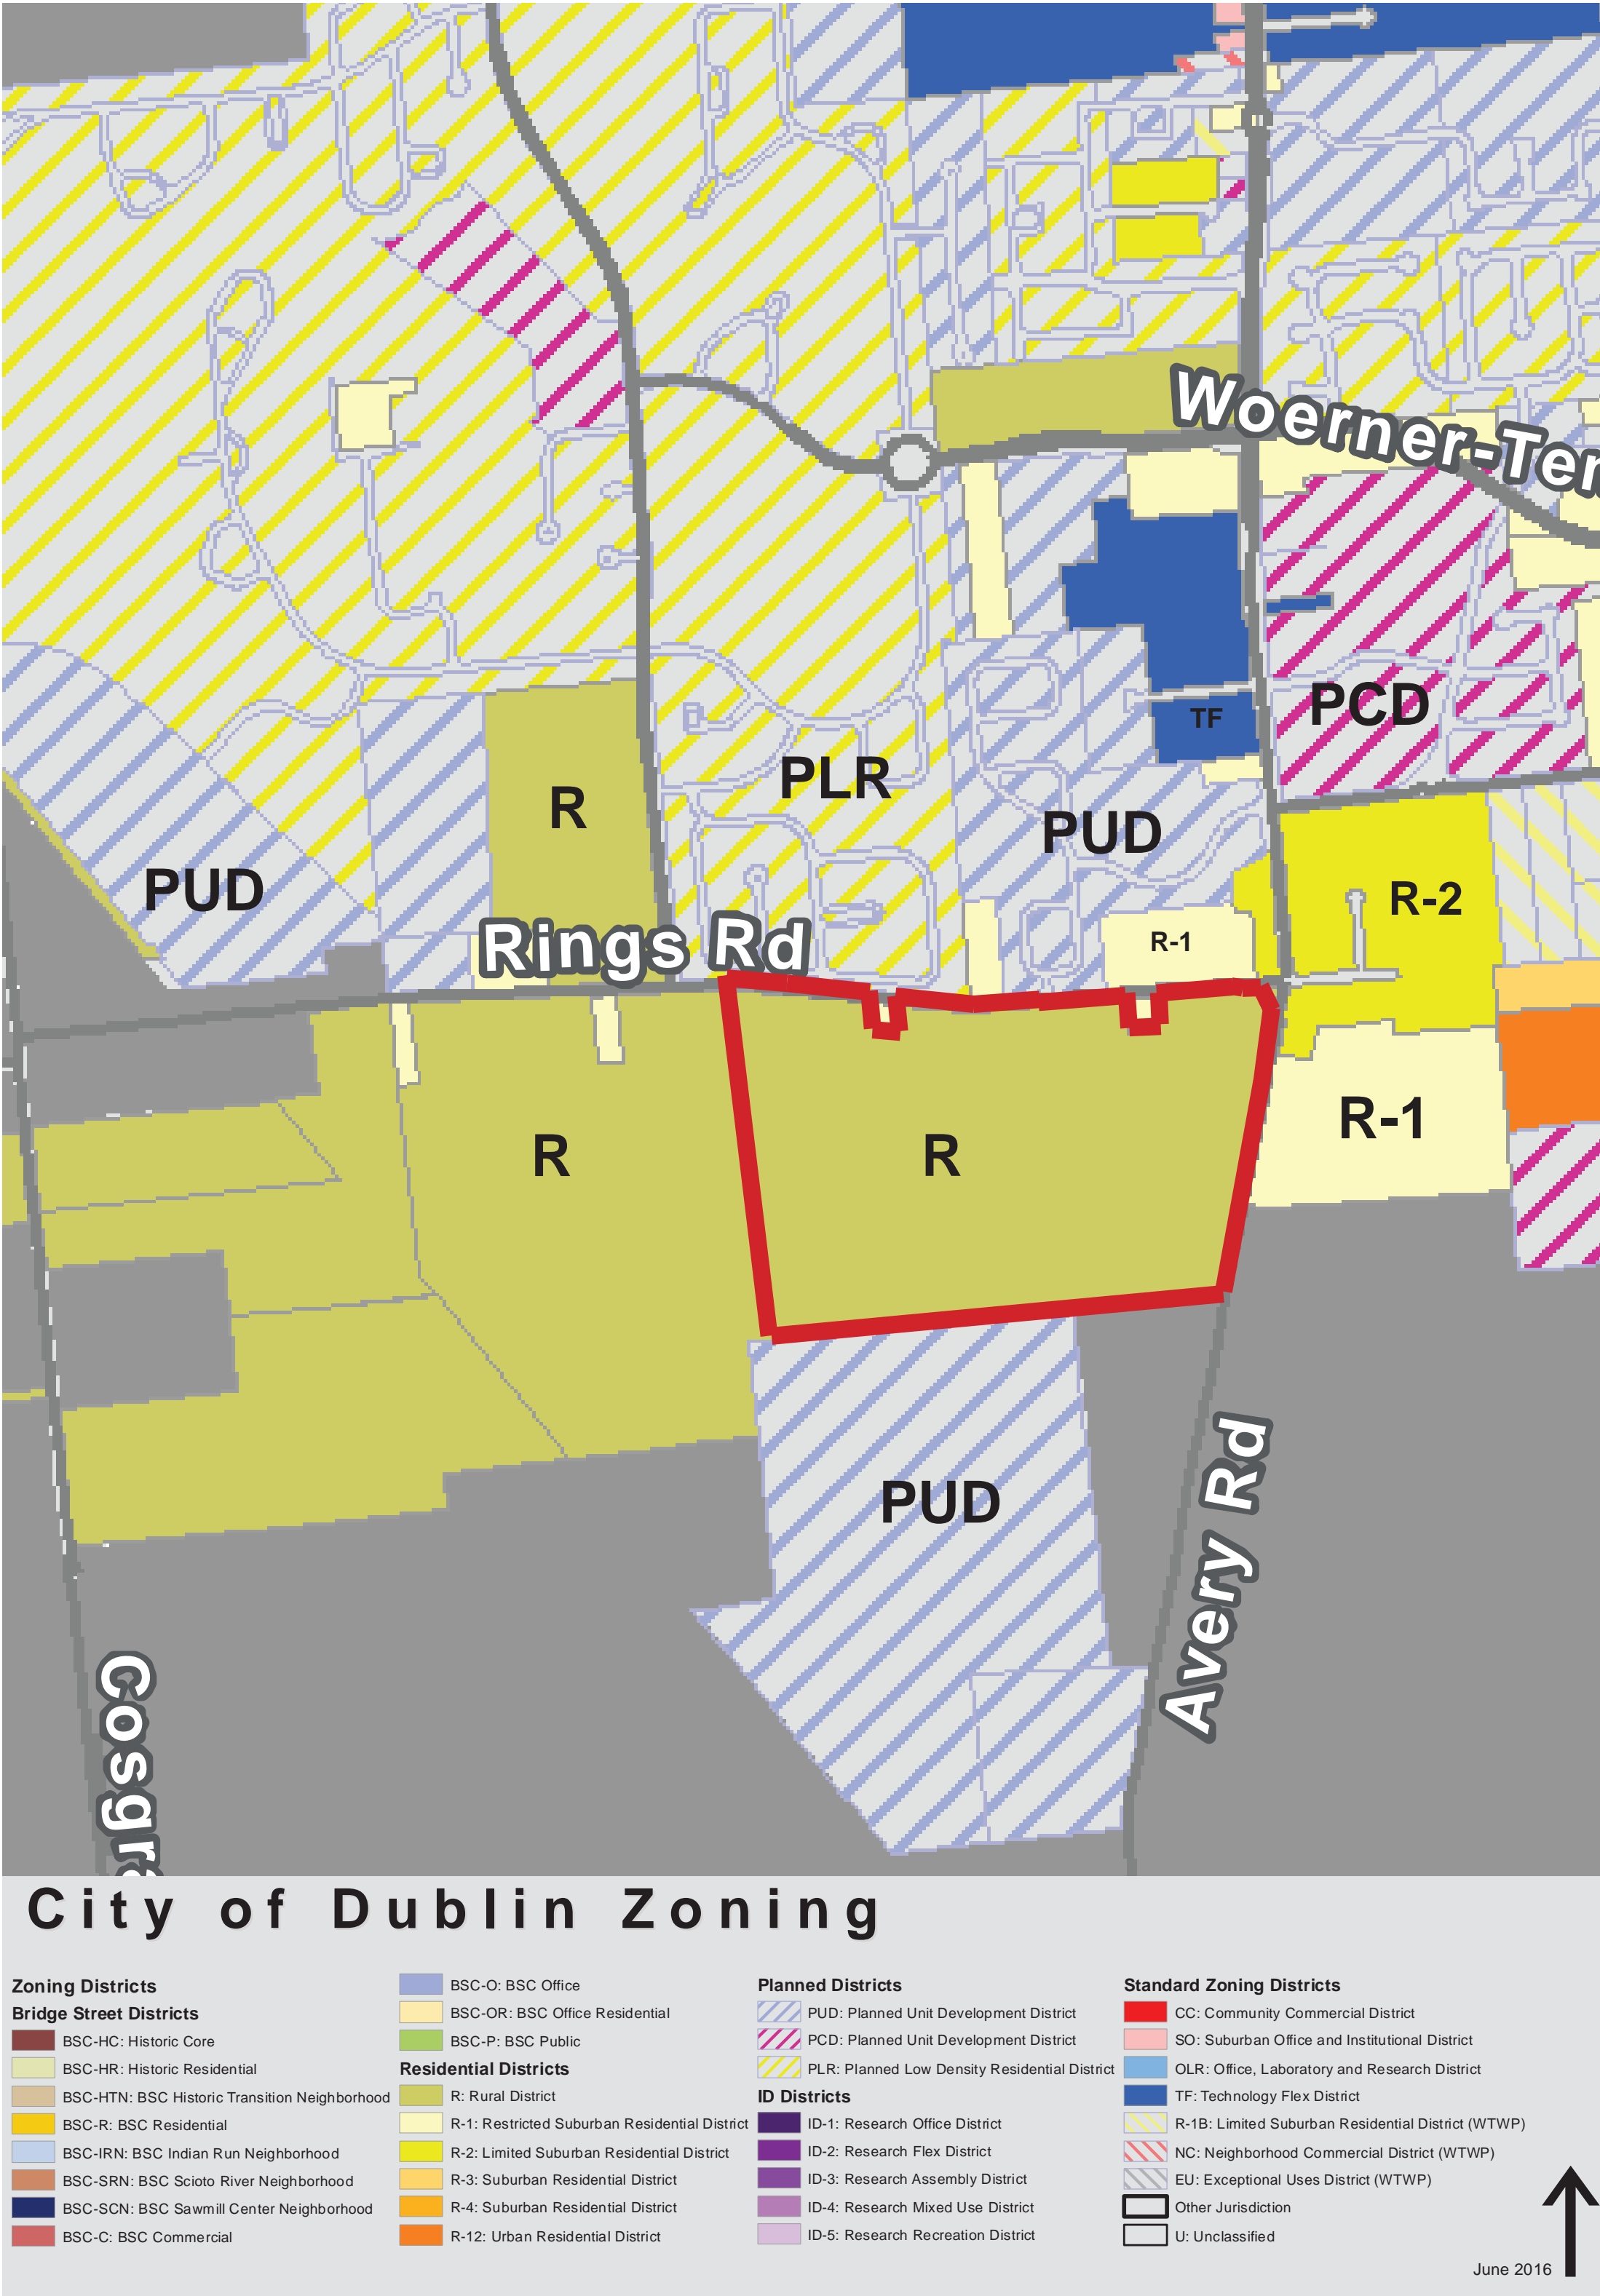 Woerner-Ter
TF
PCD
R
PLR
PUD
PUD
R-2
Rings Rd
R-1
R
R
R-1
PUD
Avery Rd
Cosgr
City of Dublin Zoning
Zoning Districts
Bridge Street Districts
BSC-HC: Historic Core
BSC-HR: Historic Residential
BSC-HTN: BSC Historic Transition Neighborhood
BSC-R: BSC Residential
BSC-IRN: BSC Indian Run Neighborhood
BSC-SRN: BSC Scioto River Neighborhood
BSC-SCN: BSC Sawmill Center Neighborhood
BSC-C: BSC Commercial
BSC-O: BSC Office
BSC-OR: BSC Office Residential
BSC-P: BSC Public
Residential Districts
R: Rural District
R-1: Restricted Suburban Residential District
R-2: Limited Suburban Residential District
R-3: Suburban Residential District
R-4: Suburban Residential District
R-12: Urban Residential District
Planned Districts
PUD: Planned Unit Development District
PCD: Planned Unit Development District
PLR: Planned Low Density Residential District
ID Districts
ID-1: Research Office District
ID-2: Research Flex District
ID-3: Research Assembly District
ID-4: Research Mixed Use District
ID-5: Research Recreation District
Standard Zoning Districts
CC: Community Commercial District
SO: Suburban Office and Institutional District
OLR: Office, Laboratory and Research District
TF: Technology Flex District
R-1B: Limited Suburban Residential District (WTWP)
NC: Neighborhood Commercial District (WTWP)
EU: Exceptional Uses District (WTWP)
Other Jurisdiction
U: Unclassified
June 2016